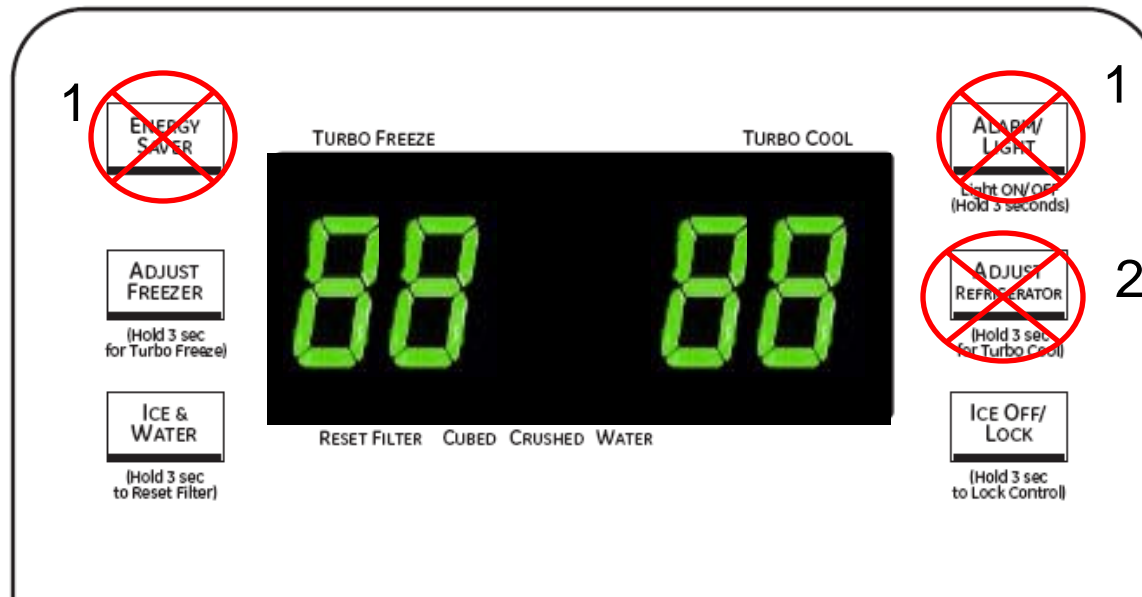 1
ENERGY
SAVER
TURBO FREEZE
TURBO COOL
1
ALARM/
LIGHT
Light ON/OFF
(Hold 3 seconds)
88 88
ADJUST
FREEZER
(Hold 3 sec
for Turbo Freeze)
ADJUST
REFRIGERATOR
2
(Hold 3 sec
for Turbo Cool)
ICE &
WATER
(Hold 3 sec
to Reset Filter)
RESET FILTER CUBED CRUSHED WATER
ICE OFF/
LOCK
(Hold 3 sec
to Lock Control)